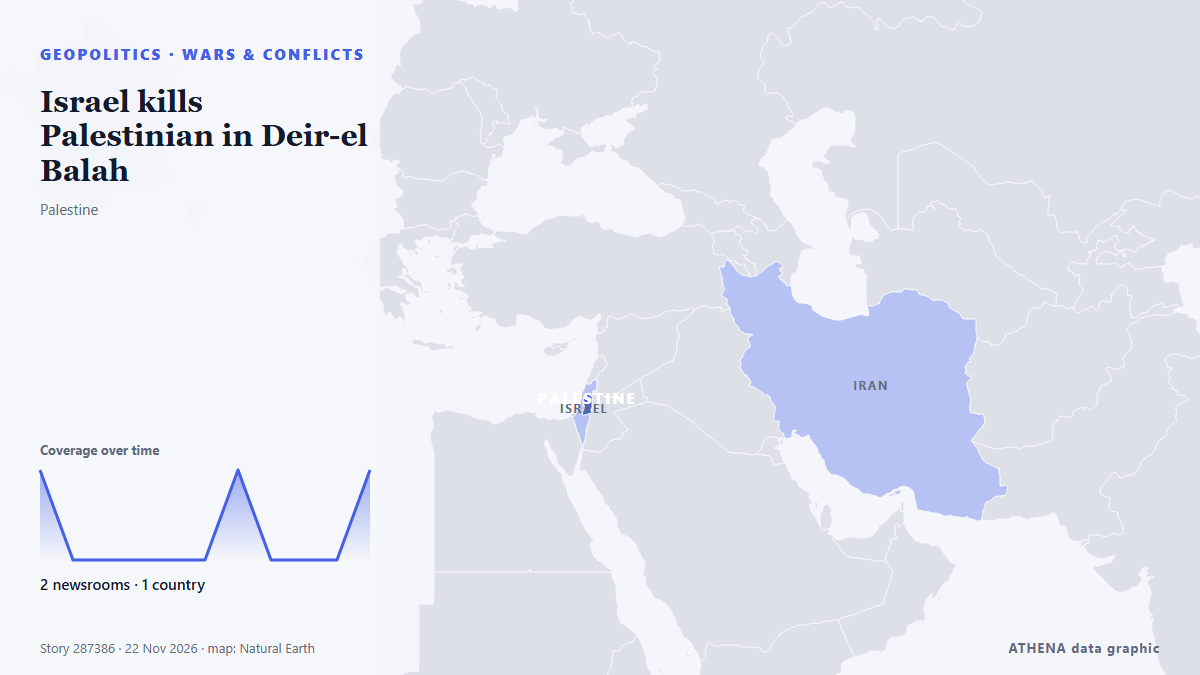 GEOPOLITICS · WARS & CONFLICTS
Israel kills
Palestinian in Deir-el
Balah
Palestine
IRAN
PALESTINE
ISRAEL
Coverage over time
2 newsrooms · 1 country
Story 287386 · 22 Nov 2026 · map: Natural Earth
ATHENA data graphic